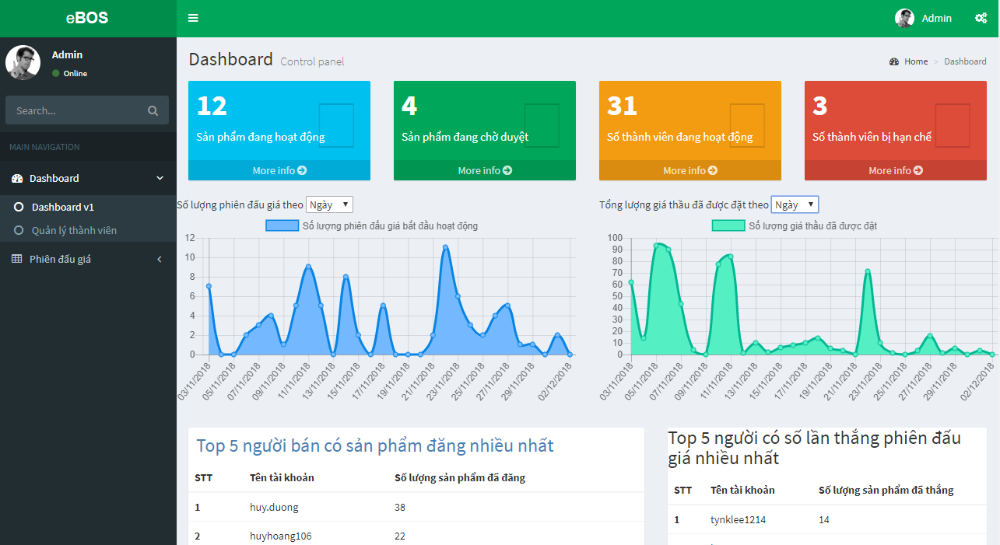 eBOS
Admin
Admin
Online
Search...
MAIN NAVIGATION
Dashboard
Dashboard v1
Quản lý thành viên
Phiên đấu giá
Dashboard Control panel
Home > Dashboard
12
Sản phẩm đang hoạt động
More info
4
Sản phẩm đang chờ duyệt
More info
31
Số thành viên đang hoạt động
More info
3
Số thành viên bị hạn chế
More info
Số lượng phiên đấu giá theo Ngày
Số lượng phiên đấu giá bắt đầu hoạt động
12
10
8
6
4
2
0
03/11/2018
05/11/2018
07/11/2018
09/11/2018
11/11/2018
13/11/2018
15/11/2018
17/11/2018
19/11/2018
21/11/2018
23/11/2018
25/11/2018
27/11/2018
29/11/2018
02/12/2018
Tổng lượng giá thầu đã được đặt theo Ngày
Số lượng giá thầu đã được đặt
100
90
80
70
60
50
40
30
20
10
0
03/11/2018
05/11/2018
07/11/2018
09/11/2018
11/11/2018
13/11/2018
15/11/2018
17/11/2018
19/11/2018
21/11/2018
23/11/2018
25/11/2018
27/11/2018
29/11/2018
02/12/2018
Top 5 người bán có sản phẩm đăng nhiều nhất
STT Tên tài khoản Số lượng sản phẩm đã đăng
1 huy.duong 38
2 huyhoang106 22
Top 5 người có số lần thắng phiên đấu
giá nhiều nhất
STT Tên tài khoản Số lượng sản phẩm đã thắng
1 tynklee1214 14